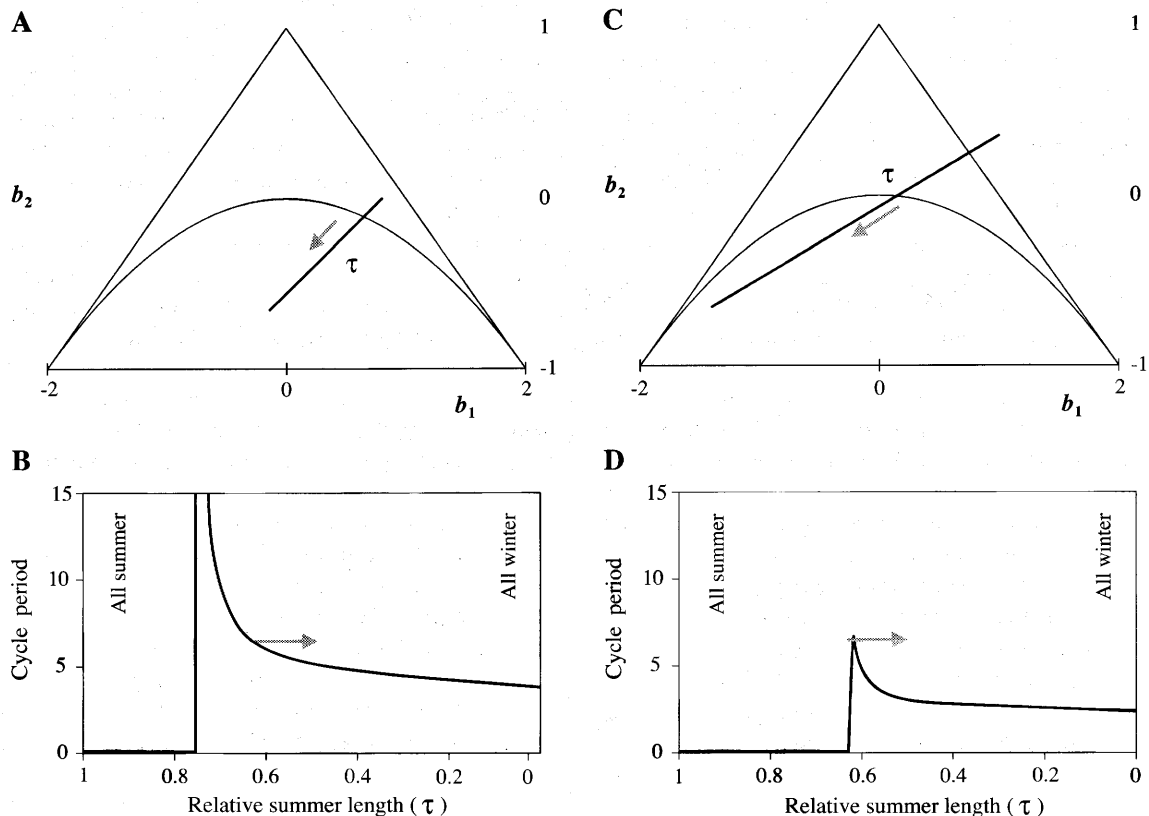 A
1
b₂
0
τ
-1
-2
0
2
b₁
C
1
b₂
0
τ
-1
-2
0
2
b₁
B
15
10
5
0
Cycle period
All summer
All winter
1
0.8
0.6
0.4
0.2
0
Relative summer length ( τ )
D
15
10
5
0
Cycle period
All summer
All winter
1
0.8
0.6
0.4
0.2
0
Relative summer length ( τ )